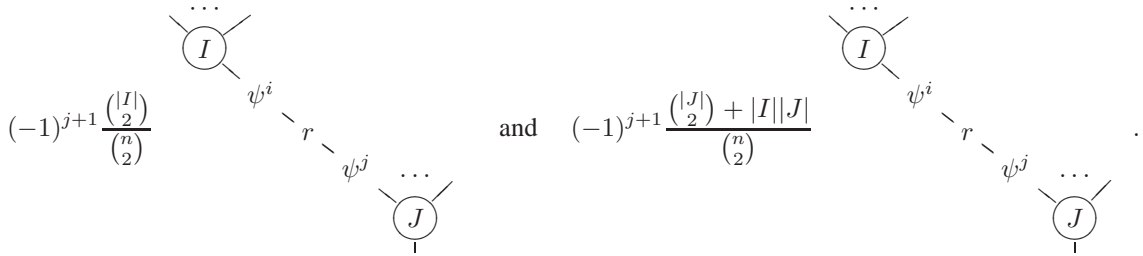 · · ·
I
ψ^i
r
ψ^j
· · ·
J
(−1)^{j+1} \frac{\binom{|I|}{2}}{\binom{n}{2}}
and
(−1)^{j+1} \frac{\binom{|J|}{2} + |I||J|}{\binom{n}{2}}
· · ·
I
ψ^i
r
ψ^j
· · ·
J
.